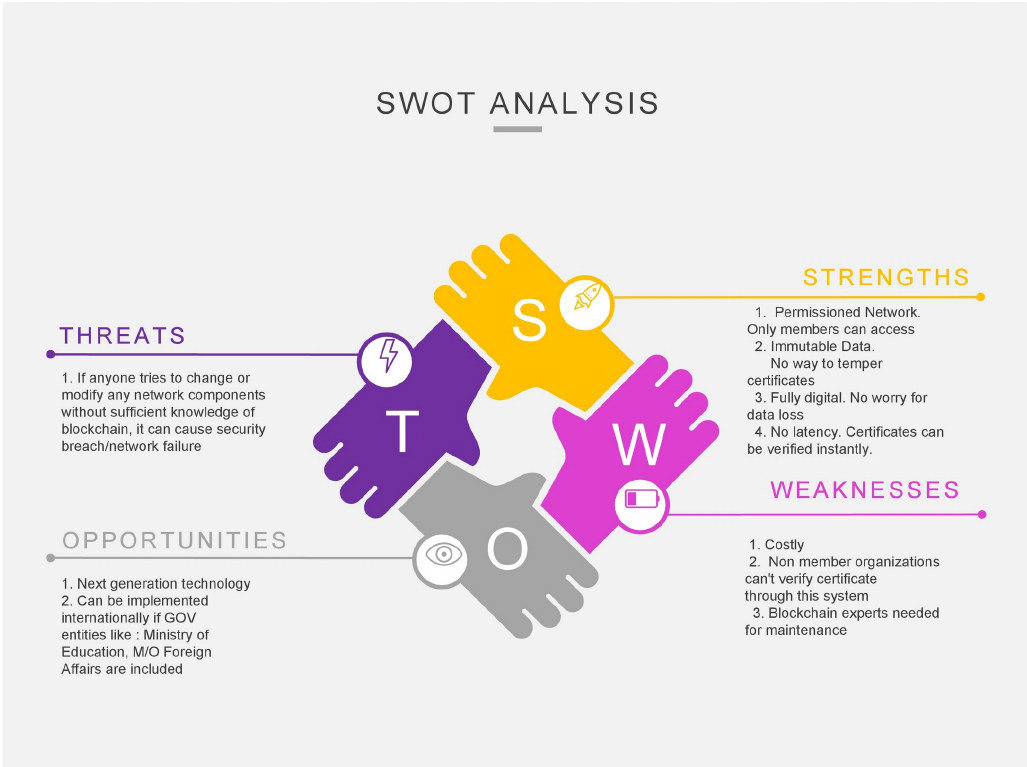 SWOT ANALYSIS
STRENGTHS
1. Permissioned Network.
Only members can access
2. Immutable Data.
No way to temper
certificates
3. Fully digital. No worry for
data loss
4. No latency. Certificates can
be verified instantly.
WEAKNESSES
1. Costly
2. Non member organizations
can't verify certificate
through this system
3. Blockchain experts needed
for maintenance
OPPORTUNITIES
1. Next generation technology
2. Can be implemented
internationally if GOV
entities like : Ministry of
Education, M/O Foreign
Affairs are included
THREATS
1. If anyone tries to change or
modify any network components
without sufficient knowledge of
blockchain, it can cause security
breach/network failure
S
W
O
T